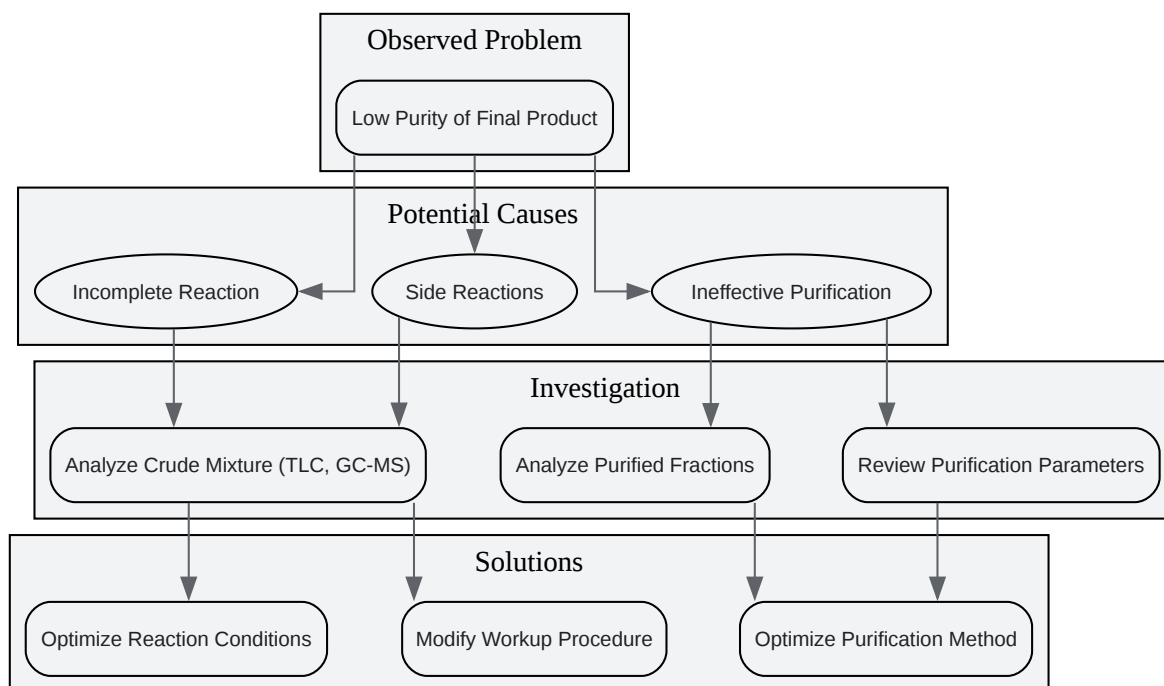 Observed Problem
Low Purity of Final Product
Potential Causes
Incomplete Reaction
Side Reactions
Ineffective Purification
Investigation
Analyze Crude Mixture (TLC, GC-MS)
Analyze Purified Fractions
Review Purification Parameters
Solutions
Optimize Reaction Conditions
Modify Workup Procedure
Optimize Purification Method